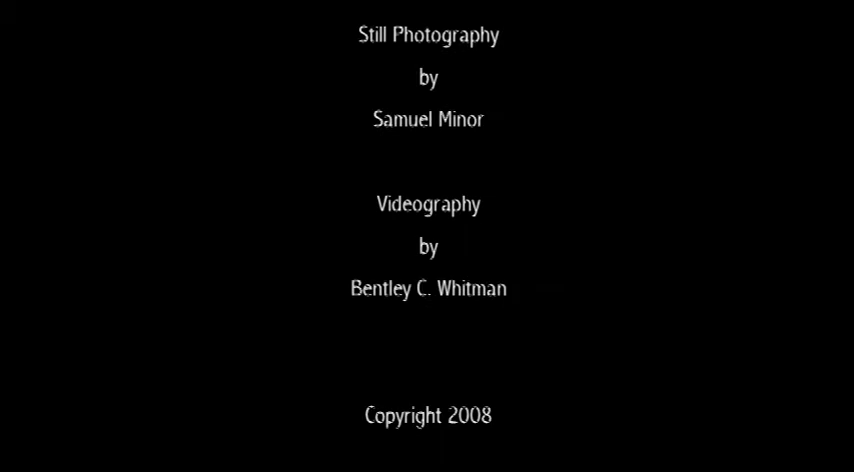 Still Photography
by
Samuel Minor
Videography
by
Bentley C. Whitman
Copyright 2008